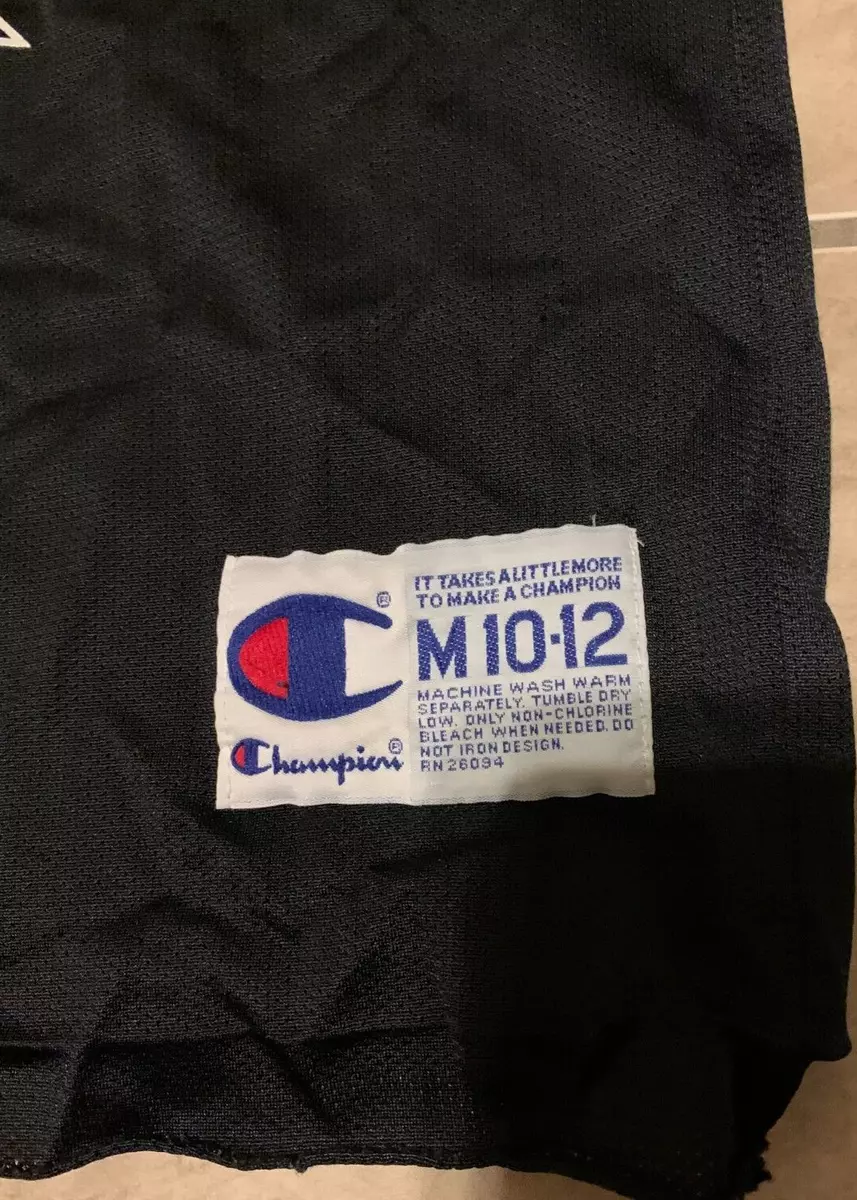 IT TAKES A LITTLE MORE
TO MAKE A CHAMPION
M 10-12
MACHINE WASH WARM
SEPARATELY. TUMBLE DRY
LOW. ONLY NON-CHLORINE
BLEACH WHEN NEEDED. DO
NOT IRON DESIGN.
RN 26094
®
Champion®